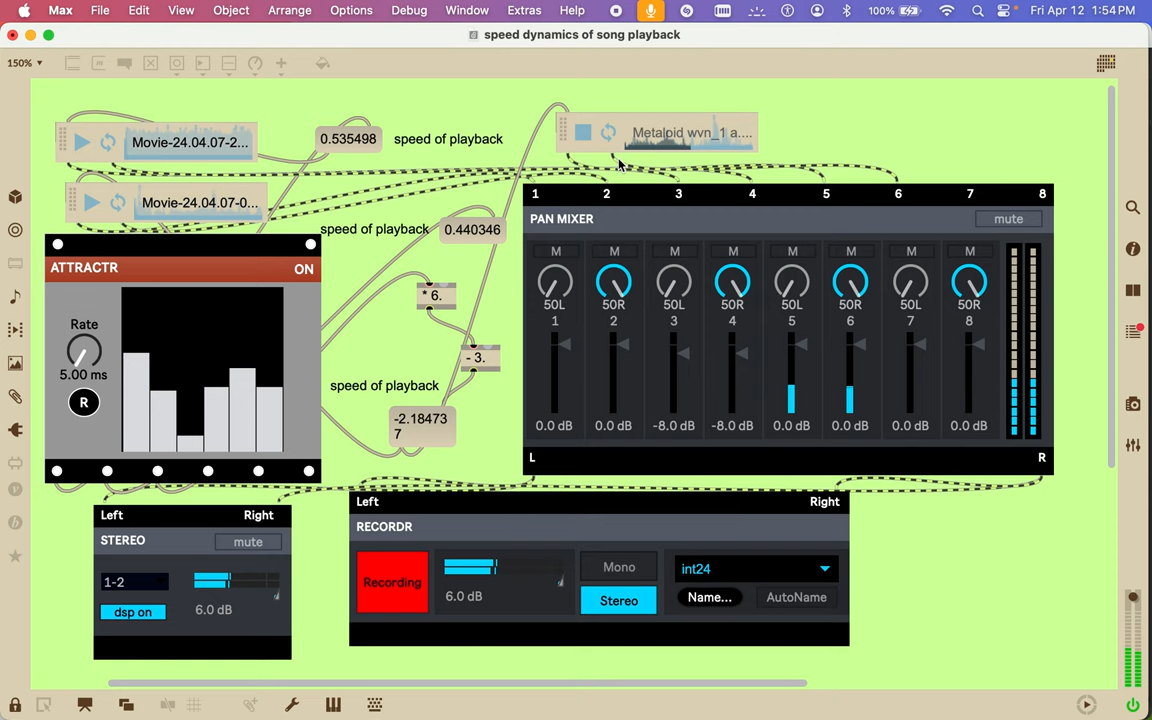 Max File Edit View Object Arrange Options Debug Window Extras Help 100% Fri Apr 12 1:54 PM
speed dynamics of song playback
150%
Movie-24.04.07-2...
0.535498
speed of playback
Metalpid wvn_1 a....
Movie-24.04.07-0...
speed of playback
0.440346
ATTRACTR
ON
Rate
5.00 ms
R
* 6.
- 3.
speed of playback
-2.18473
7
1 2 3 4 5 6 7 8
PAN MIXER
mute
M M M M M M M
50L 50R 50L 50R 50L 50R 50L 50R
1 2 3 4 5 6 7 8
0.0 dB 0.0 dB -8.0 dB -8.0 dB 0.0 dB 0.0 dB 0.0 dB 0.0 dB
L R
Left Right
STEREO
mute
1-2
dsp on
6.0 dB
Left Right
RECORDR
Recording
6.0 dB
Mono
Stereo
int24
Name...
AutoName